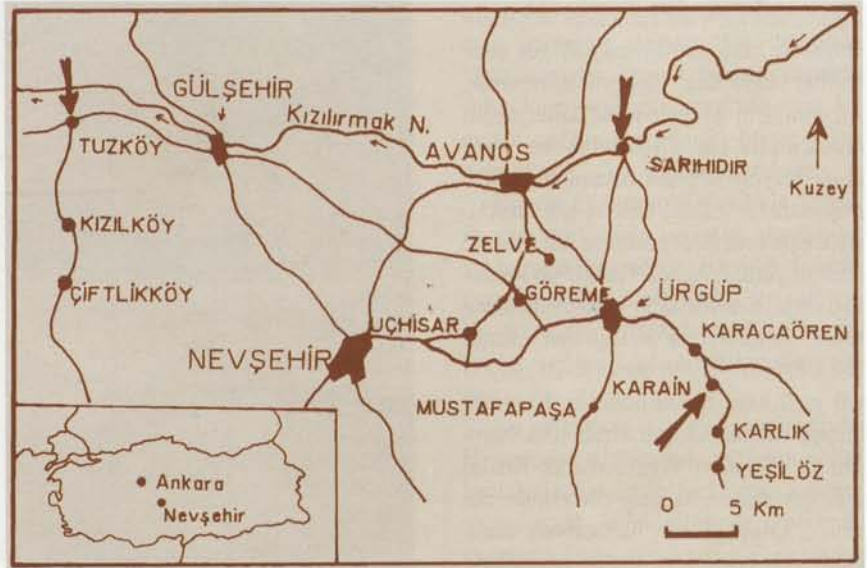 GÜLŞEHİR
Kızılırmak N.
TUZKÖY
AVANOS
SARIHIDIR
Kuzey
KIZILKÖY
ZELVE
ÇİFTLİKKÖY
GÖREME
ÜRGÜP
UÇHİSAR
KARACAÖREN
NEVŞEHİR
KARAİN
MUSTAFAPAŞA
KARLIK
YEŞİLÖZ
Ankara
Nevşehir
0 5 Km